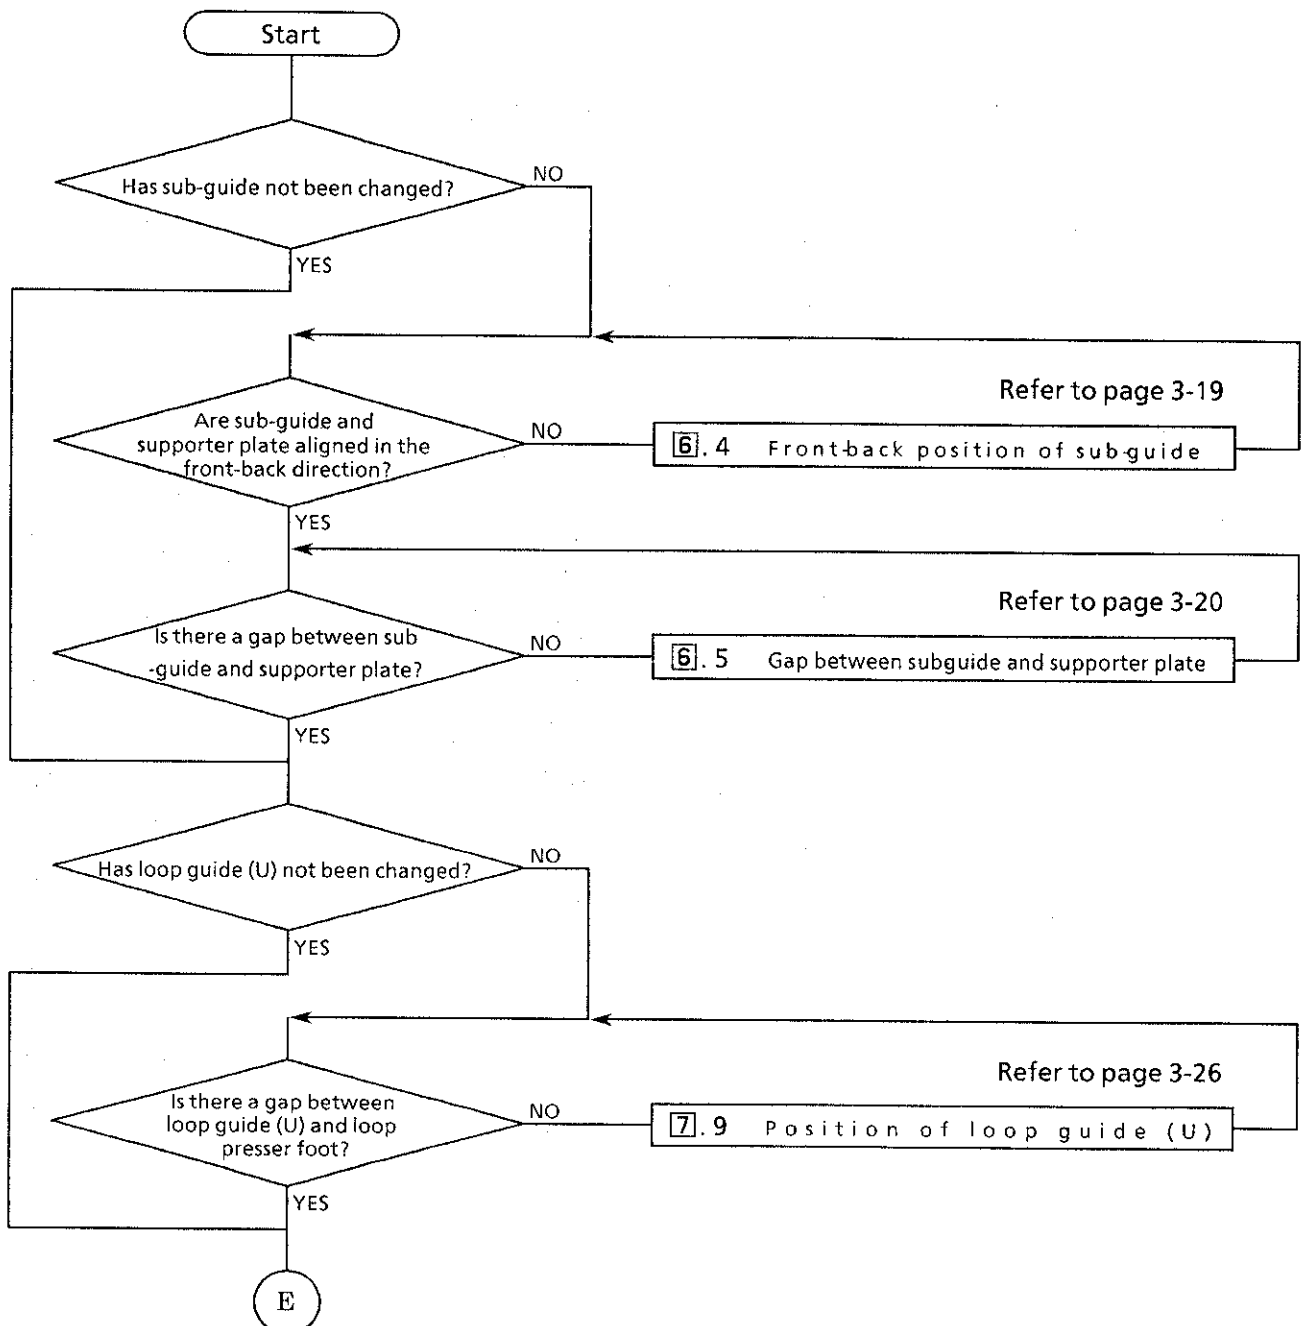 Start
Has sub-guide not been changed?
NO
YES
Refer to page 3-19
Are sub-guide and
supporter plate aligned in the
front-back direction?
NO
6.4 Front-back position of sub-guide
YES
Refer to page 3-20
Is there a gap between sub
-guide and supporter plate?
NO
6.5 Gap between subguide and supporter plate
YES
Has loop guide (U) not been changed?
NO
YES
Refer to page 3-26
Is there a gap between
loop guide (U) and loop
presser foot?
NO
7.9 Position of loop guide (U)
YES
E